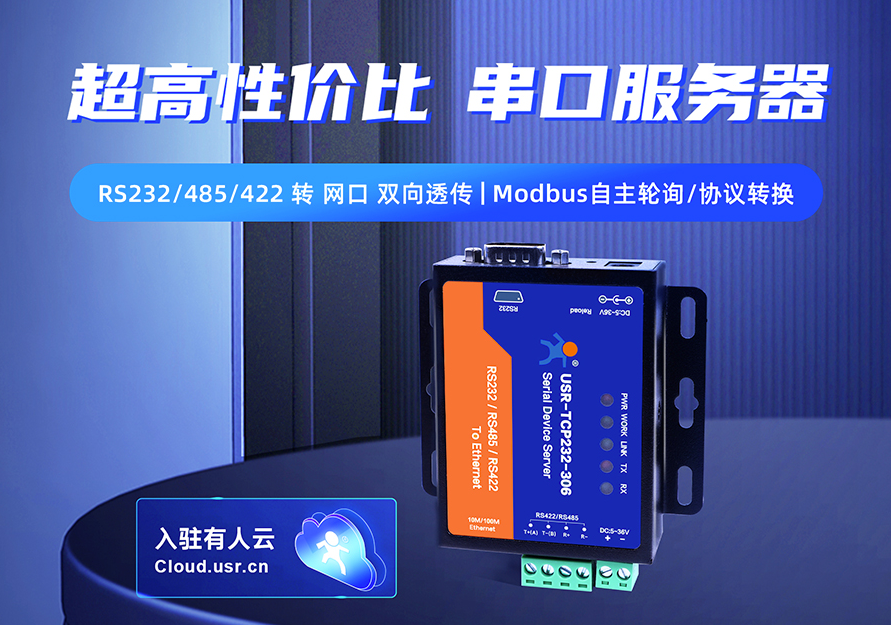 超高性价比 串口服务器
RS232/485/422 转 网口 双向透传 | Modbus自主轮询/协议转换
RS232
Reload
DC:5-36V
®
USR-TCP232-306
Serial Device Server
RS232 / RS485 / RS422
To Ethernet
PWR WORK LINK TX RX
10M/100M
Ethernet
RS422/RS485
T+(A) T-(B) R+ R-
DC:5-36V
+ -
入驻有人云
Cloud.usr.cn